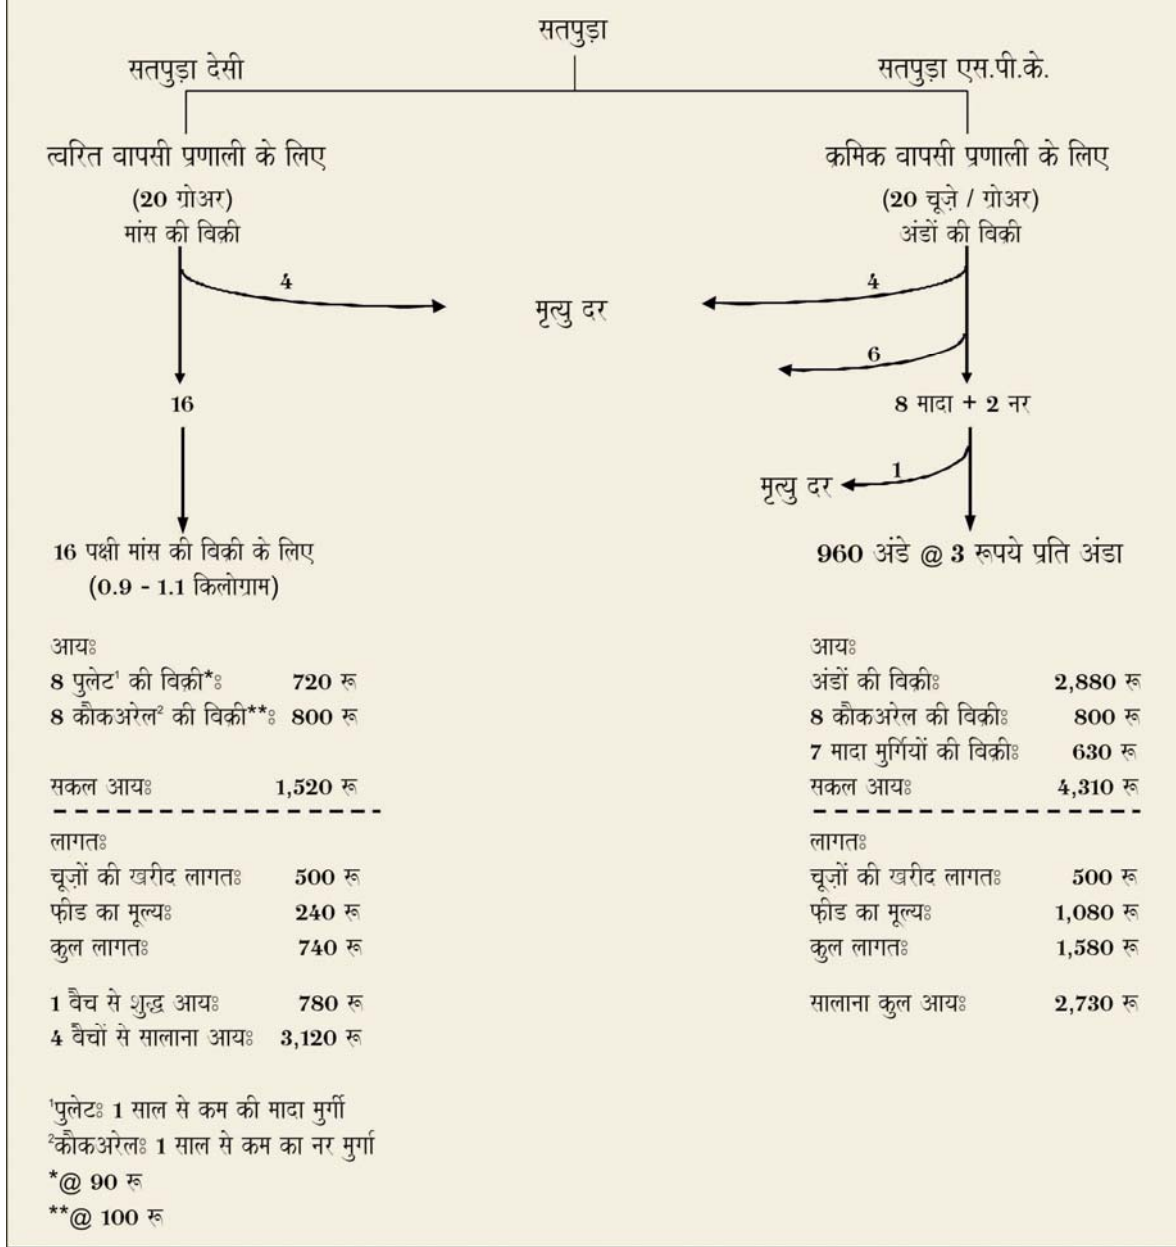 सतपुड़ा
सतपुड़ा देसी
त्वरित वापसी प्रणाली के लिए
(20 ग्रोअर)
मांस की विक्री
4
मृत्यु दर
16
16 पक्षी मांस की विक्री के लिए
(0.9 - 1.1 किलोग्राम)
आयः
8 पुलेट¹ की विक्री*ः 720 रू
8 कौकअरेल² की विक्री**ः 800 रू
सकल आयः 1,520 रू
लागतः
चूज़ों की खरीद लागतः 500 रू
फ़ीड का मूल्यः 240 रू
कुल लागतः 740 रू
1 वैच से शुद्ध आयः 780 रू
4 वैचों से सालाना आयः 3,120 रू
¹पुलेटः 1 साल से कम की मादा मुर्गी
²कौकअरेलः 1 साल से कम का नर मुर्गा
*@ 90 रू
**@ 100 रू
सतपुड़ा एस.पी.के.
क्रमिक वापसी प्रणाली के लिए
(20 चूज़े / ग्रोअर)
अंडों की विक्री
4
6
8 मादा + 2 नर
1
मृत्यु दर
960 अंडे @ 3 रूपये प्रति अंडा
आयः
अंडों की विक्रीः 2,880 रू
8 कौकअरेल की विक्रीः 800 रू
7 मादा मुर्गियों की विक्रीः 630 रू
सकल आयः 4,310 रू
लागतः
चूज़ों की खरीद लागतः 500 रू
फ़ीड का मूल्यः 1,080 रू
कुल लागतः 1,580 रू
सालाना कुल आयः 2,730 रू